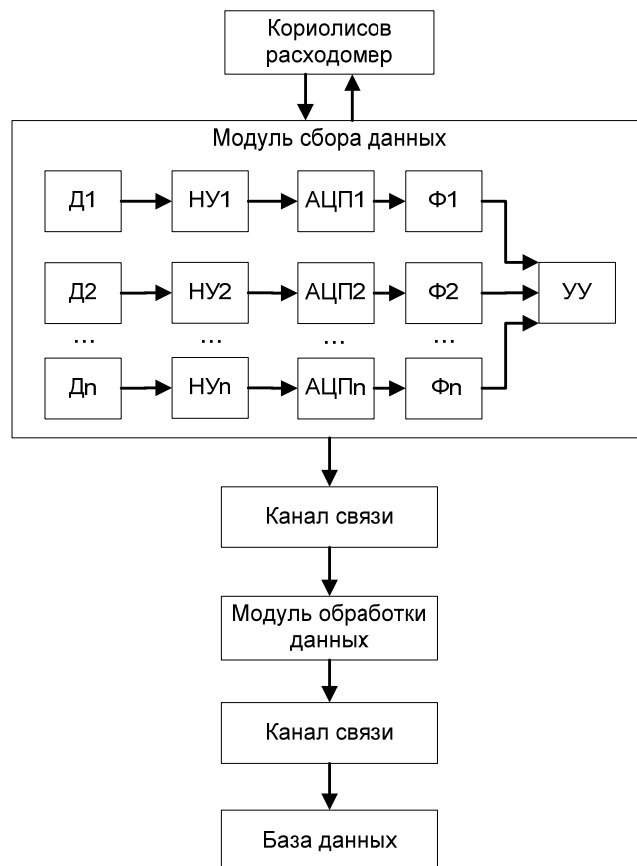 Кориолисов
расходомер
Модуль сбора данных
Д1 НУ1 АЦП1 Ф1
УУ
Д2 НУ2 АЦП2 Ф2
... ... ... ...
Дn НУn АЦПn Фn
Канал связи
Модуль обработки
данных
Канал связи
База данных